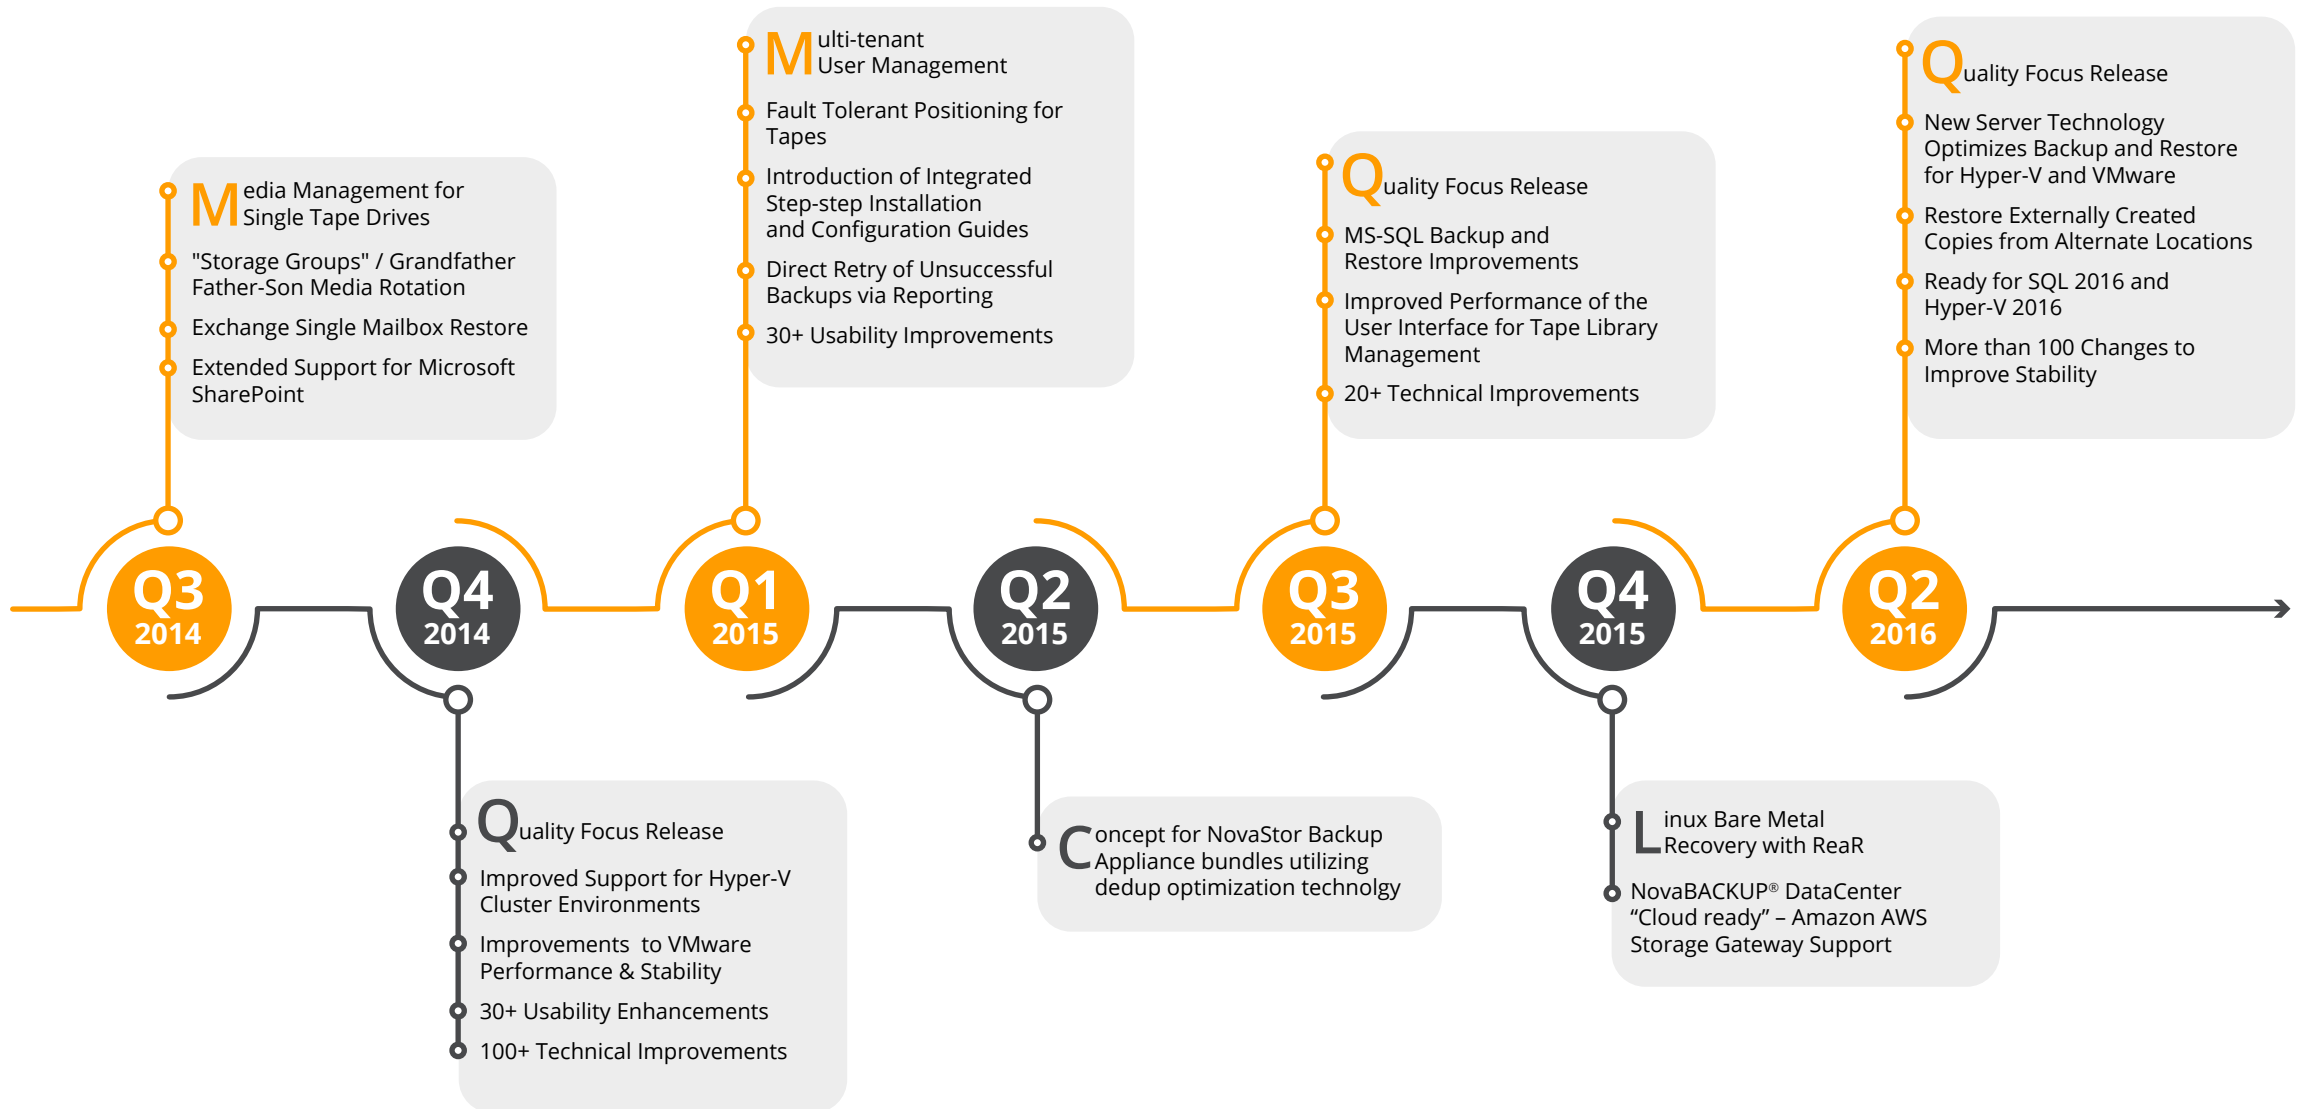 Media Management for
Single Tape Drives
"Storage Groups" / Grandfather
Father-Son Media Rotation
Exchange Single Mailbox Restore
Extended Support for Microsoft
SharePoint
Q3
2014
Q4
2014
Quality Focus Release
Improved Support for Hyper-V
Cluster Environments
Improvements  to VMware
Performance & Stability
30+ Usability Enhancements
100+ Technical Improvements
Multi-tenant
User Management
Fault Tolerant Positioning for
Tapes
Introduction of Integrated
Step-step Installation
and Configuration Guides
Direct Retry of Unsuccessful
Backups via Reporting
30+ Usability Improvements
Q1
2015
Q2
2015
Concept for NovaStor Backup
Appliance bundles utilizing
dedup optimization technolgy
Quality Focus Release
MS-SQL Backup and
Restore Improvements
Improved Performance of the
User Interface for Tape Library
Management
20+ Technical Improvements
Q3
2015
Q4
2015
Linux Bare Metal
Recovery with ReaR
NovaBACKUP® DataCenter
“Cloud ready” – Amazon AWS
Storage Gateway Support
Quality Focus Release
New Server Technology
Optimizes Backup and Restore
for Hyper-V and VMware
Restore Externally Created
Copies from Alternate Locations
Ready for SQL 2016 and
Hyper-V 2016
More than 100 Changes to
Improve Stability
Q2
2016